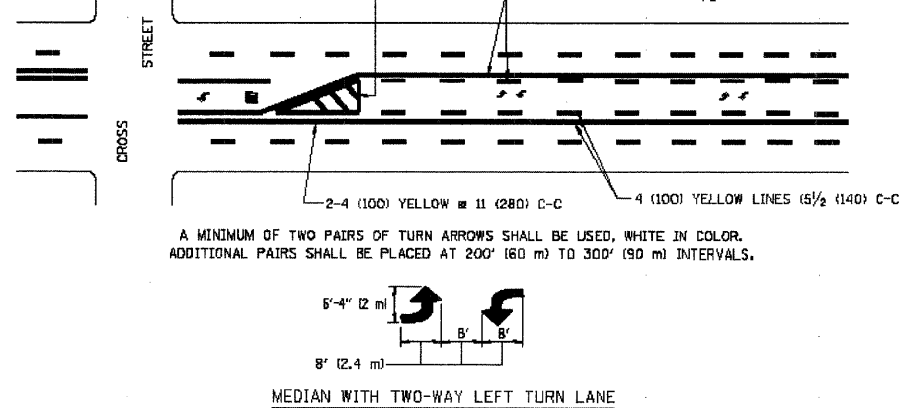 STREET
CROSS
2-4 (100) YELLOW @ 11 (280) C-C
4 (100) YELLOW LINES (5½ (140) C-C
A MINIMUM OF TWO PAIRS OF TURN ARROWS SHALL BE USED, WHITE IN COLOR.
ADDITIONAL PAIRS SHALL BE PLACED AT 200' (60 m) TO 300' (90 m) INTERVALS.
6'-4" (2 m)
8' 8'
8' (2.4 m)
MEDIAN WITH TWO-WAY LEFT TURN LANE